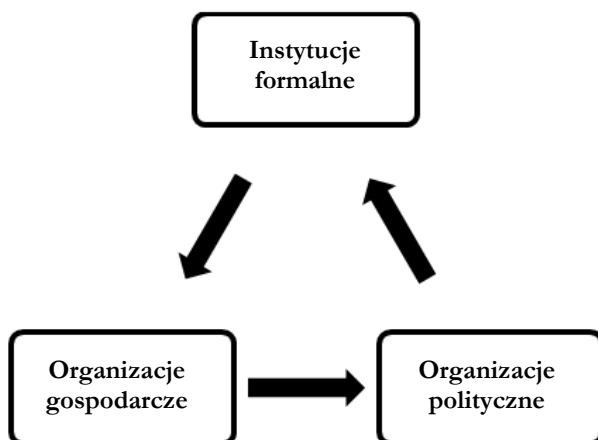 Instytucje
formalne
Organizacje
gospodarcze
Organizacje
polityczne